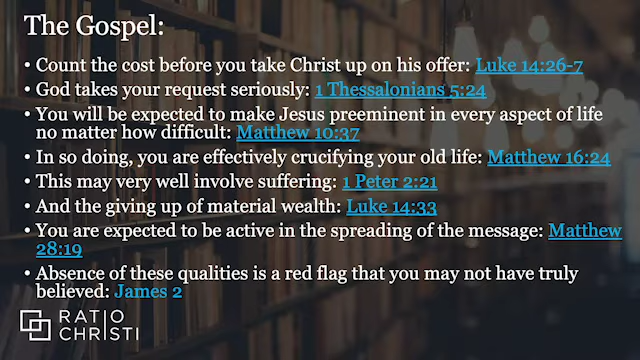 The Gospel:
• Count the cost before you take Christ up on his offer: Luke 14:26-7
• God takes your request seriously: 1 Thessalonians 5:24
• You will be expected to make Jesus preeminent in every aspect of life
no matter how difficult: Matthew 10:37
• In so doing, you are effectively crucifying your old life: Matthew 16:24
• This may very well involve suffering: 1 Peter 2:21
• And the giving up of material wealth: Luke 14:33
• You are expected to be active in the spreading of the message: Matthew
28:19
• Absence of these qualities is a red flag that you may not have truly
believed: James 2
RATIO
CHRISTI